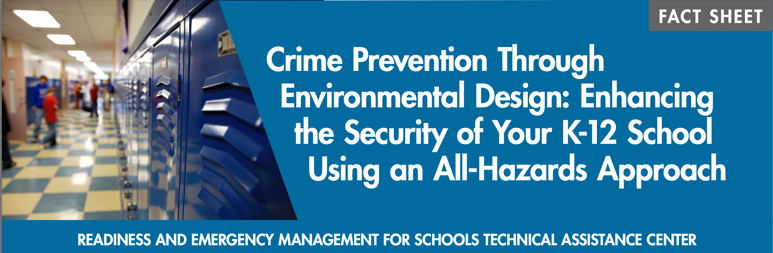 FACT SHEET
Crime Prevention Through
Environmental Design: Enhancing
the Security of Your K-12 School
Using an All-Hazards Approach
READINESS AND EMERGENCY MANAGEMENT FOR SCHOOLS TECHNICAL ASSISTANCE CENTER